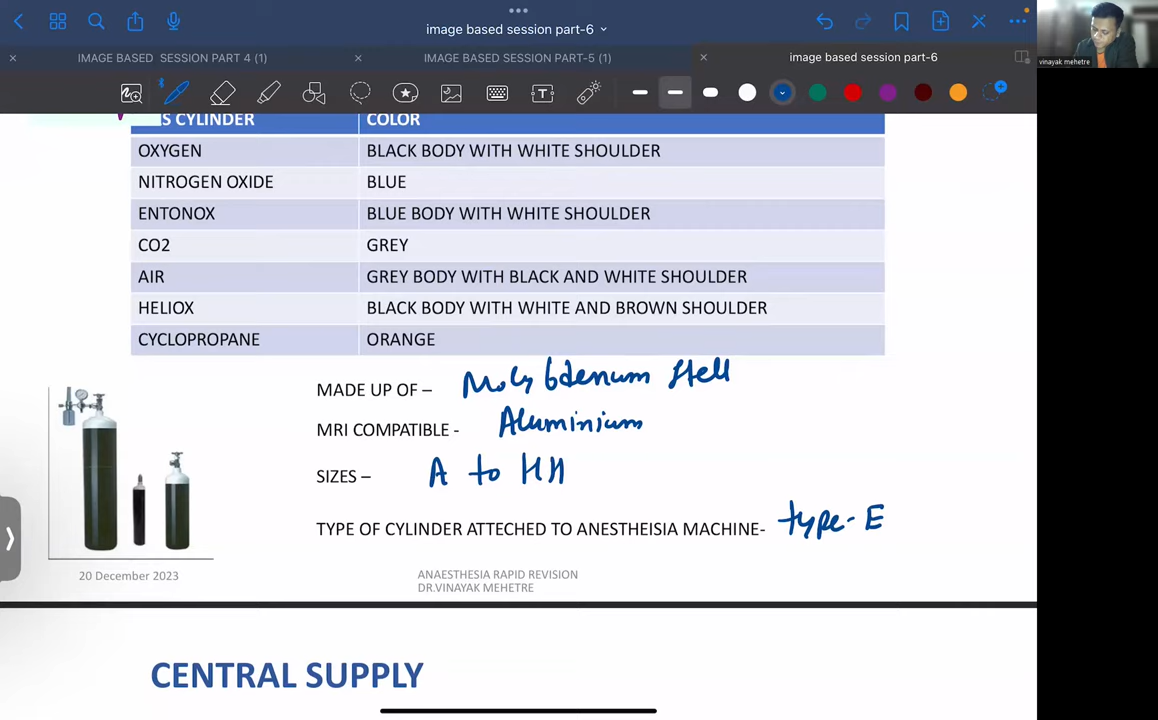 image based session part-6
IMAGE BASED SESSION PART 4 (1)
IMAGE BASED SESSION PART-5 (1)
image based session part-6
vinayak mehetre
S CYLINDER COLOR
OXYGEN BLACK BODY WITH WHITE SHOULDER
NITROGEN OXIDE BLUE
ENTONOX BLUE BODY WITH WHITE SHOULDER
CO2 GREY
AIR GREY BODY WITH BLACK AND WHITE SHOULDER
HELIOX BLACK BODY WITH WHITE AND BROWN SHOULDER
CYCLOPROPANE ORANGE
MADE UP OF – Molybdenum Stell
MRI COMPATIBLE - Aluminium
SIZES – A to HH
TYPE OF CYLINDER ATTECHED TO ANESTHEISIA MACHINE- type-E
20 December 2023
ANAESTHESIA RAPID REVISION
DR.VINAYAK MEHETRE
CENTRAL SUPPLY